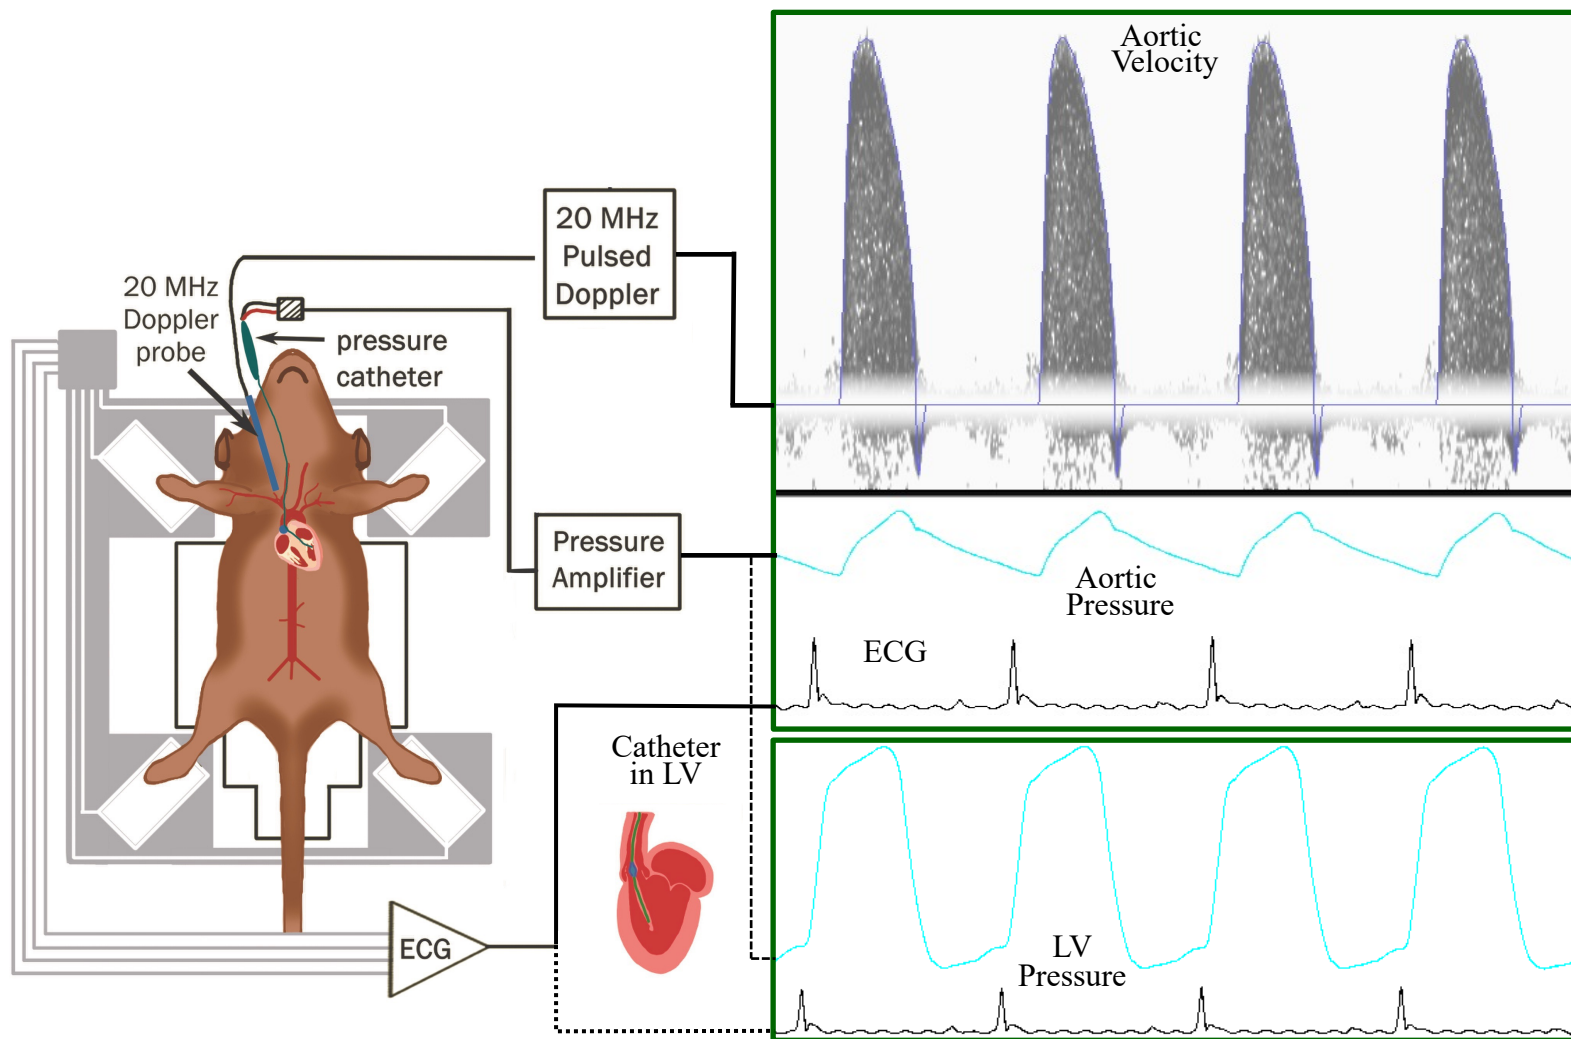 Aortic
Velocity
20 MHz
Pulsed
Doppler
20 MHz
Doppler
probe
pressure
catheter
Pressure
Amplifier
Aortic
Pressure
ECG
Catheter
in LV
ECG
LV
Pressure